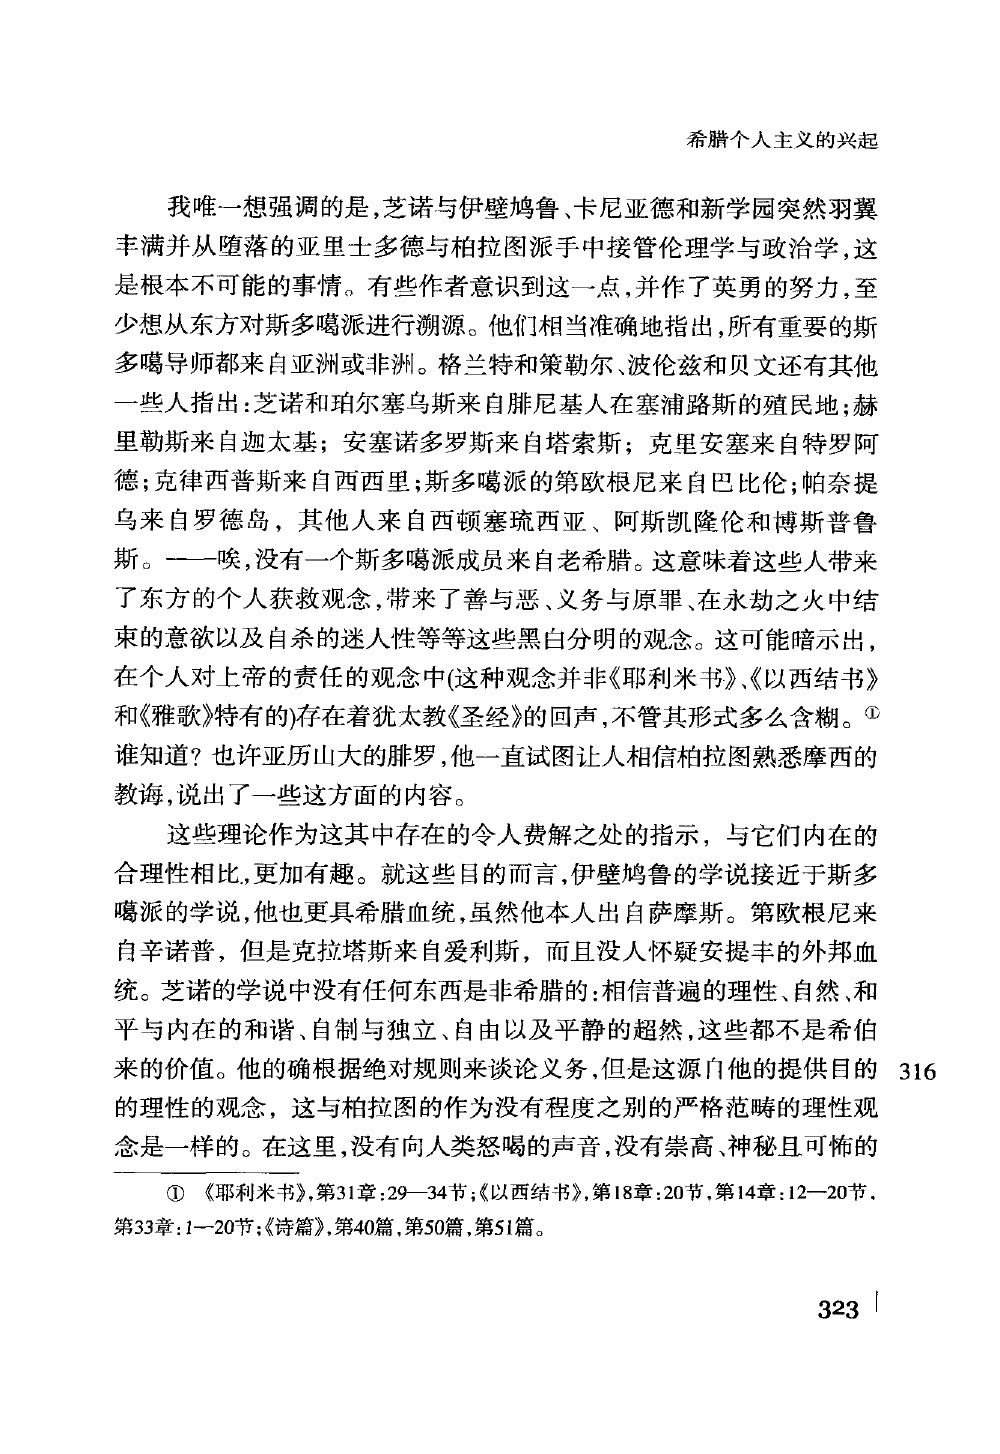 希腊个人主义的兴起
我唯一想强调的是,芝诺与伊壁鸠鲁、卡尼亚德和新学园突然羽翼
丰满并从堕落的亚里士多德与柏拉图派手中接管伦理学与政治学,这
是根本不可能的事情。有些作者意识到这一点,并作了英勇的努力,至
少想从东方对斯多噶派进行溯源。他们相当准确地指出,所有重要的斯
多噶导师都来自亚洲或非洲。格兰特和策勒尔、波伦兹和贝文还有其他
一些人指出:芝诺和珀尔塞乌斯来自腓尼基人在塞浦路斯的殖民地;赫
里勒斯来自迦太基; 安塞诺多罗斯来自塔索斯; 克里安塞来自特罗阿
德;克律西普斯来自西西里;斯多噶派的第欧根尼来自巴比伦;帕奈提
乌来自罗德岛, 其他人来自西顿塞琉西亚、阿斯凯隆伦和博斯普鲁
斯。——唉,没有一个斯多噶派成员来自老希腊。这意味着这些人带来
了东方的个人获救观念,带来了善与恶、义务与原罪、在永劫之火中结
束的意欲以及自杀的迷人性等等这些黑白分明的观念。这可能暗示出,
在个人对上帝的责任的观念中(这种观念并非《耶利米书》、《以西结书》
和《雅歌》特有的)存在着犹太教《圣经》的回声,不管其形式多么含糊。①
谁知道? 也许亚历山大的腓罗,他一直试图让人相信柏拉图熟悉摩西的
教诲,说出了一些这方面的内容。
这些理论作为这其中存在的令人费解之处的指示, 与它们内在的
合理性相比,更加有趣。就这些目的而言,伊壁鸠鲁的学说接近于斯多
噶派的学说,他也更具希腊血统,虽然他本人出自萨摩斯。第欧根尼来
自辛诺普, 但是克拉塔斯来自爱利斯, 而且没人怀疑安提丰的外邦血
统。芝诺的学说中没有任何东西是非希腊的:相信普遍的理性、自然、和
平与内在的和谐、自制与独立、自由以及平静的超然,这些都不是希伯
来的价值。他的确根据绝对规则来谈论义务,但是这源自他的提供目的
316
的理性的观念, 这与柏拉图的作为没有程度之别的严格范畴的理性观
念是一样的。在这里,没有向人类怒喝的声音,没有崇高、神秘且可怖的
① 《耶利米书》,第31章:29—34节;《以西结书》,第18章:20节,第14章:12—20节,
第33章:1—20节;《诗篇》,第40篇,第50篇,第51篇。
323